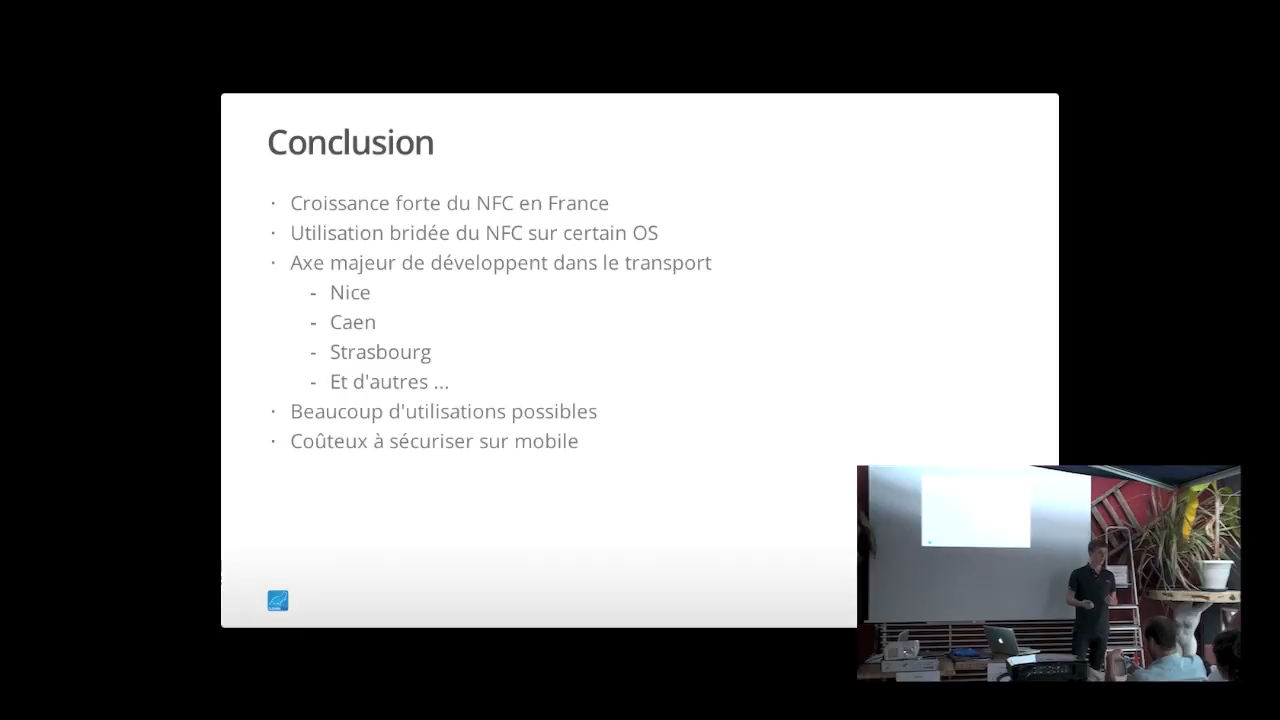 Conclusion
· Croissance forte du NFC en France
· Utilisation bridée du NFC sur certain OS
· Axe majeur de développent dans le transport
- Nice
- Caen
- Strasbourg
- Et d'autres ...
· Beaucoup d'utilisations possibles
· Coûteux à sécuriser sur mobile